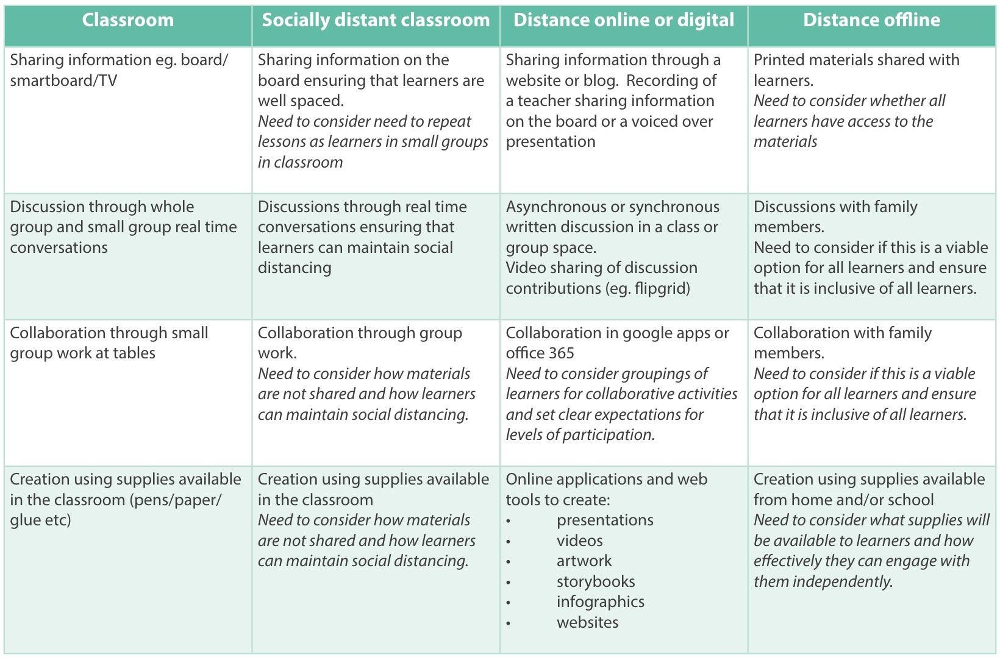 Classroom
Socially distant classroom
Distance online or digital
Distance offline
Sharing information eg. board/
smartboard/TV
Sharing information on the
board ensuring that learners are
well spaced.
Need to consider need to repeat
lessons as learners in small groups
in classroom
Sharing information through a
website or blog.  Recording of
a teacher sharing information
on the board or a voiced over
presentation
Printed materials shared with
learners.
Need to consider whether all
learners have access to the
materials
Discussion through whole
group and small group real time
conversations
Discussions through real time
conversations ensuring that
learners can maintain social
distancing
Asynchronous or synchronous
written discussion in a class or
group space.
Video sharing of discussion
contributions (eg. flipgrid)
Discussions with family
members.
Need to consider if this is a viable
option for all learners and ensure
that it is inclusive of all learners.
Collaboration through small
group work at tables
Collaboration through group
work.
Need to consider how materials
are not shared and how learners
can maintain social distancing.
Collaboration in google apps or
office 365
Need to consider groupings of
learners for collaborative activities
and set clear expectations for
levels of participation.
Collaboration with family
members.
Need to consider if this is a viable
option for all learners and ensure
that it is inclusive of all learners.
Creation using supplies available
in the classroom (pens/paper/
glue etc)
Creation using supplies available
in the classroom
Need to consider how materials
are not shared and how learners
can maintain social distancing.
Online applications and web
tools to create:
• presentations
• videos
• artwork
• storybooks
• infographics
• websites
Creation using supplies available
from home and/or school
Need to consider what supplies will
be available to learners and how
effectively they can engage with
them independently.